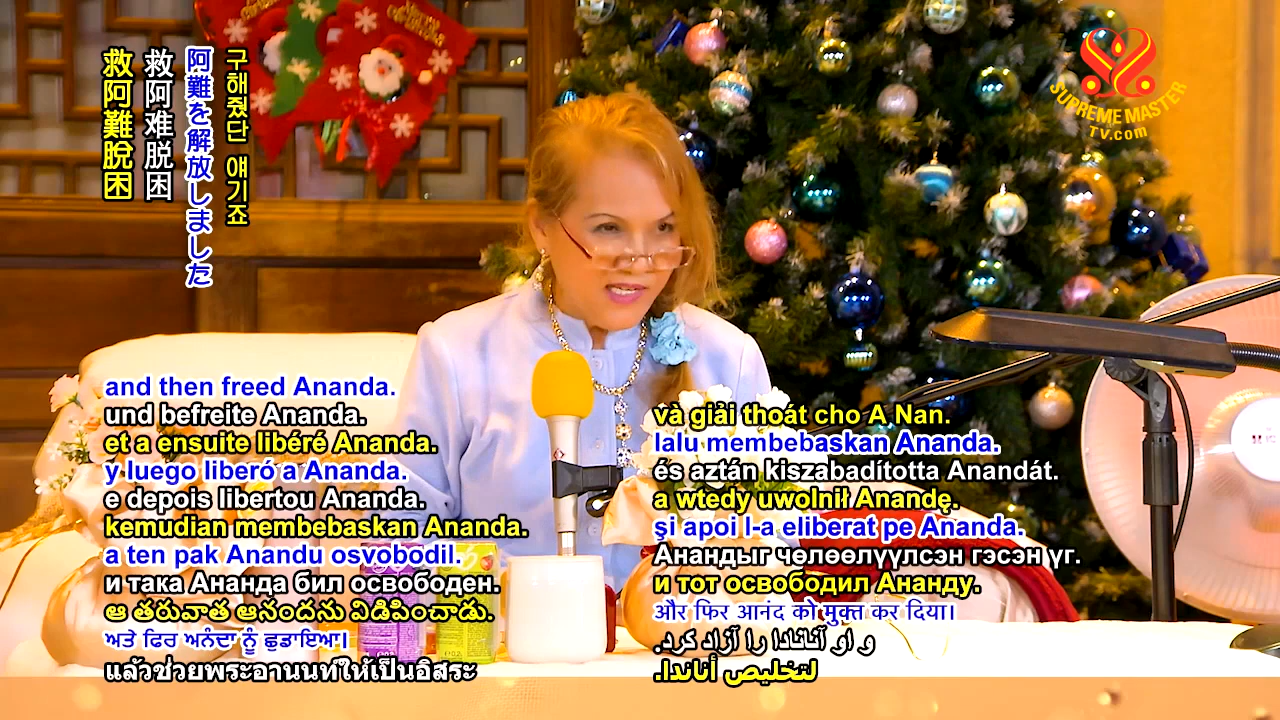 구해줬단 얘기죠
阿難を解放しました
救阿难脱困
救阿難脫困
SUPREME MASTER
TV.com
and then freed Ananda.
und befreite Ananda.
et a ensuite libéré Ananda.
y luego liberó a Ananda.
e depois libertou Ananda.
kemudian membebaskan Ananda.
a ten pak Anandu osvobodil.
и така Ананда бил освободен.
ఆ తరువాత ఆనందను విడిపించాడు.
ਅਤੇ ਫਿਰ ਅਨੰਦਾ ਨੂੰ ਛੁਡਾਇਆ।
แล้วช่วยพระอานนท์ให้เป็นอิสระ
và giải thoát cho A Nan.
lalu membebaskan Ananda.
és aztán kiszabadította Anandát.
a wtedy uwolnił Anandę.
şi apoi l-a eliberat pe Ananda.
Анандыг чөлөөлүүлсэн гэсэн үг.
и тот освободил Ананду.
और फिर आनंद को मुक्त कर दिया।
و او آنaندا را آزاد کرد.
لتخليص أناندا.